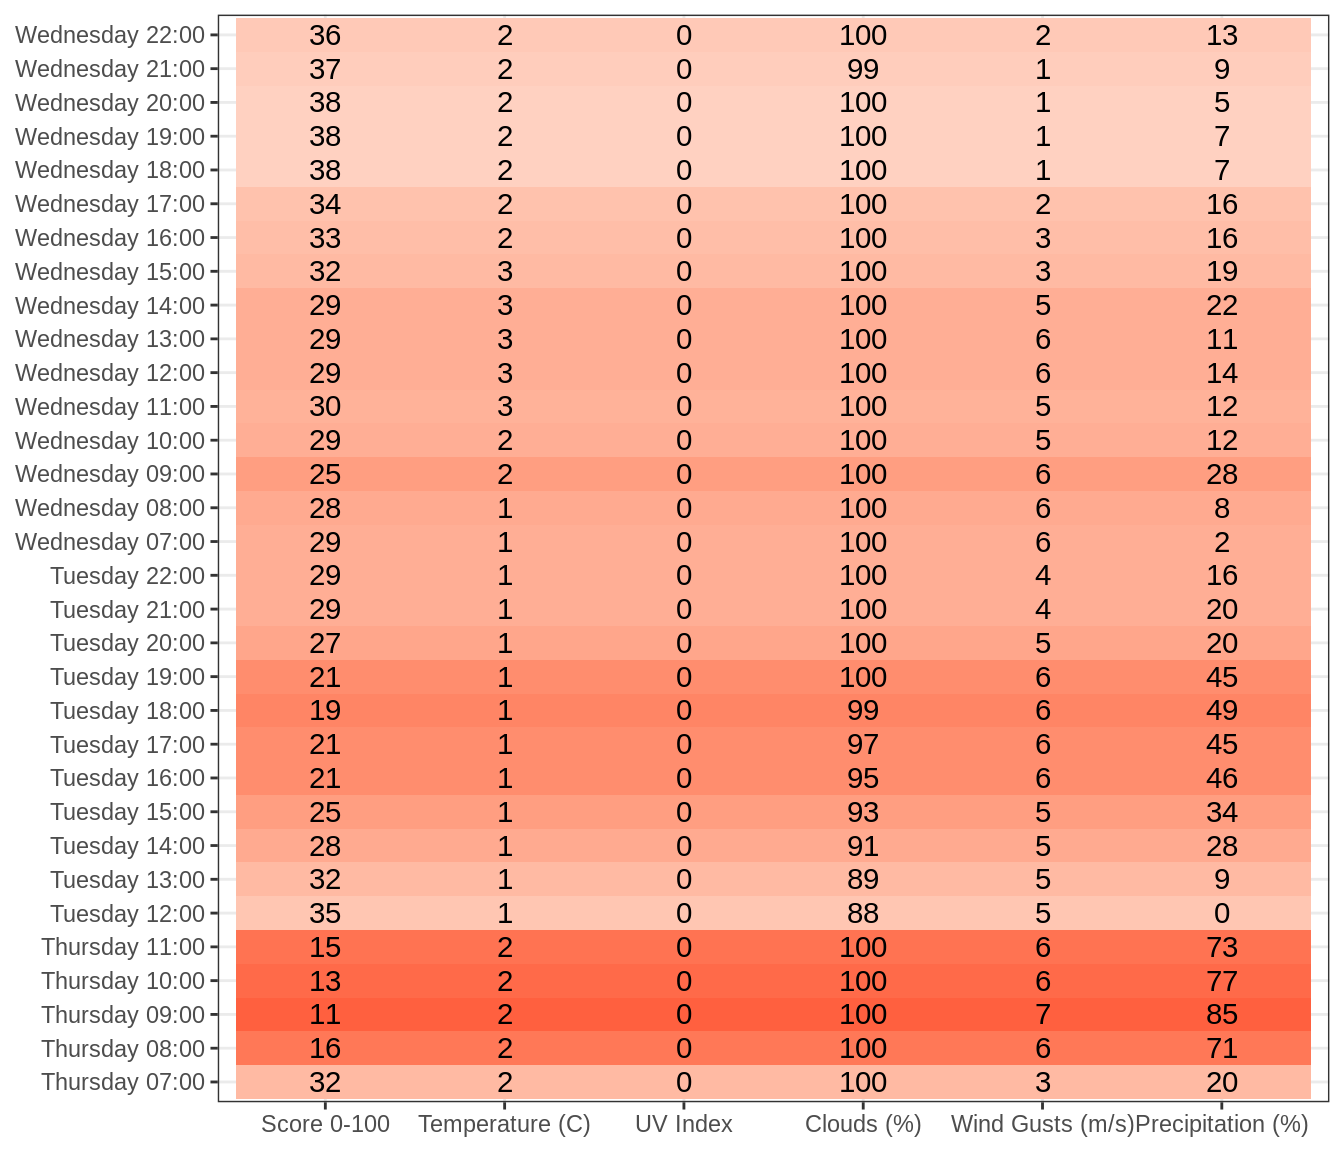 Wednesday 22:00 36 2 0 100 2 13
Wednesday 21:00 37 2 0 99 1 9
Wednesday 20:00 38 2 0 100 1 5
Wednesday 19:00 38 2 0 100 1 7
Wednesday 18:00 38 2 0 100 1 7
Wednesday 17:00 34 2 0 100 2 16
Wednesday 16:00 33 2 0 100 3 16
Wednesday 15:00 32 3 0 100 3 19
Wednesday 14:00 29 3 0 100 5 22
Wednesday 13:00 29 3 0 100 6 11
Wednesday 12:00 29 3 0 100 6 14
Wednesday 11:00 30 3 0 100 5 12
Wednesday 10:00 29 2 0 100 5 12
Wednesday 09:00 25 2 0 100 6 28
Wednesday 08:00 28 1 0 100 6 8
Wednesday 07:00 29 1 0 100 6 2
Tuesday 22:00 29 1 0 100 4 16
Tuesday 21:00 29 1 0 100 4 20
Tuesday 20:00 27 1 0 100 5 20
Tuesday 19:00 21 1 0 100 6 45
Tuesday 18:00 19 1 0 99 6 49
Tuesday 17:00 21 1 0 97 6 45
Tuesday 16:00 21 1 0 95 6 46
Tuesday 15:00 25 1 0 93 5 34
Tuesday 14:00 28 1 0 91 5 28
Tuesday 13:00 32 1 0 89 5 9
Tuesday 12:00 35 1 0 88 5 0
Thursday 11:00 15 2 0 100 6 73
Thursday 10:00 13 2 0 100 6 77
Thursday 09:00 11 2 0 100 7 85
Thursday 08:00 16 2 0 100 6 71
Thursday 07:00 32 2 0 100 3 20
Score 0-100 Temperature (C) UV Index Clouds (%) Wind Gusts (m/s) Precipitation (%)